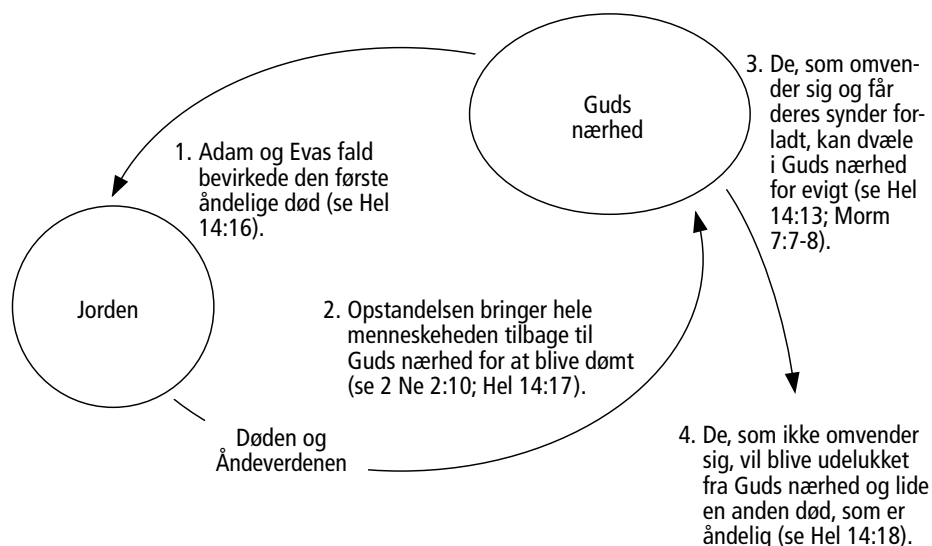 Guds
nærhed
Jorden
1. Adam og Evas fald
bevirkede den første
åndelige død (se Hel
14:16).
2. Opstandelsen bringer hele
menneskeheden tilbage til
Guds nærhed for at blive dømt
(se 2 Ne 2:10; Hel 14:17).
Døden og
Åndeverdenen
3. De, som omven-
der sig og får
deres synder for-
ladt, kan dvæle
i Guds nærhed
for evigt (se Hel
14:13; Morm
7:7-8).
4. De, som ikke omvender
sig, vil blive udelukket
fra Guds nærhed og lide
en anden død, som er
åndelig (se Hel 14:18).